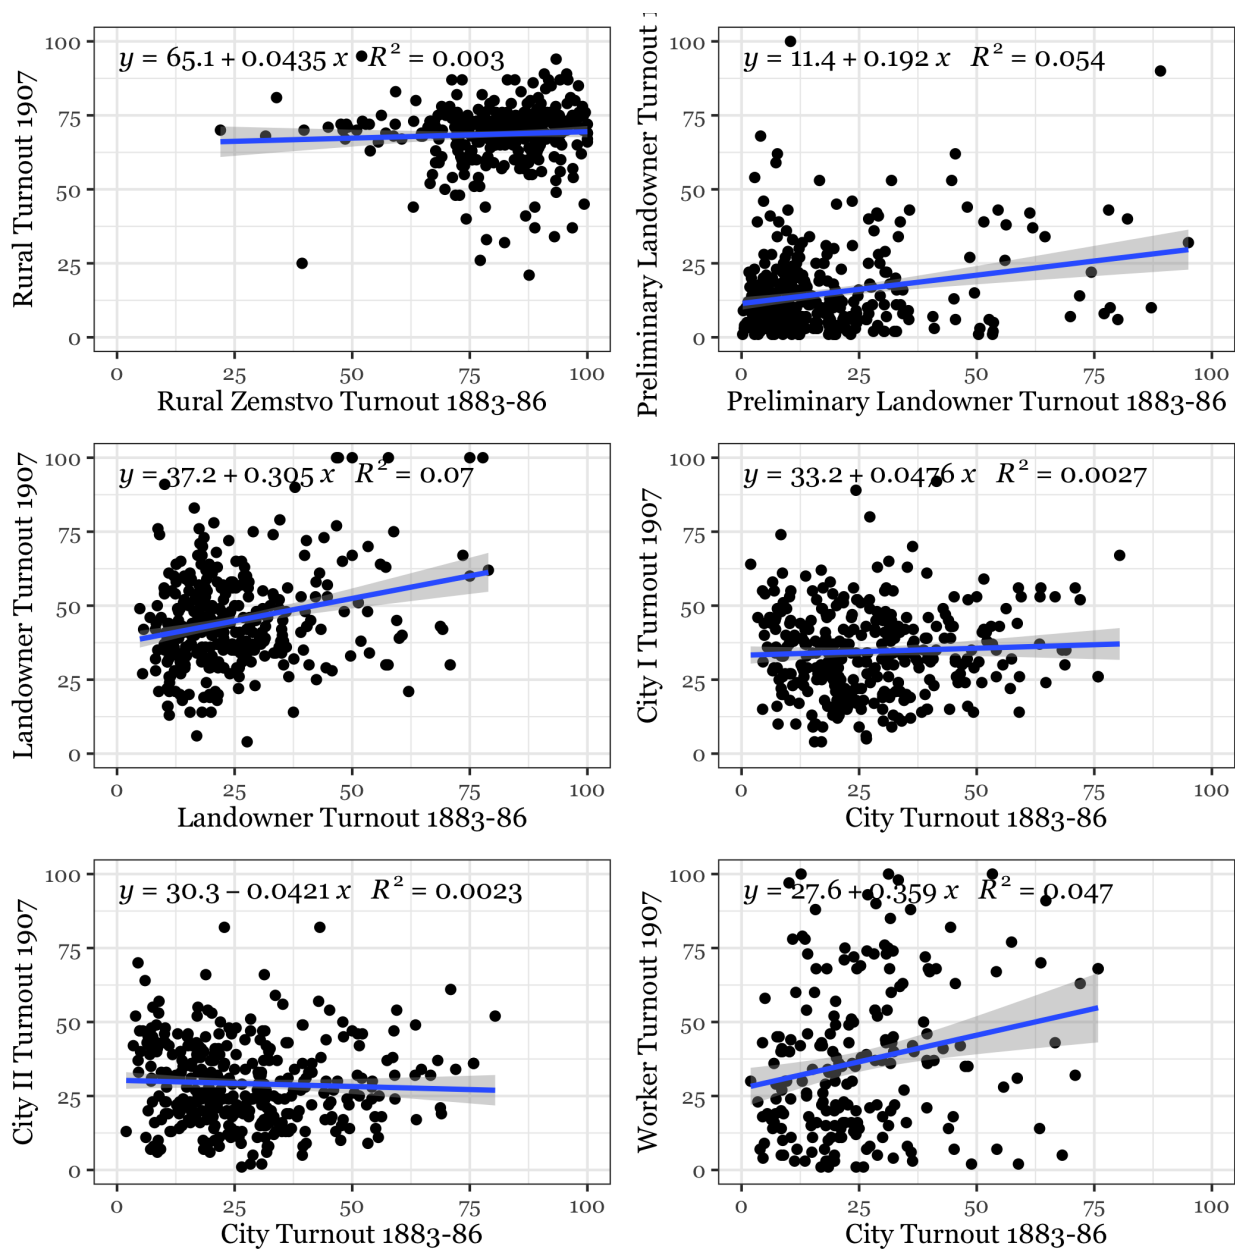 y = 65.1 + 0.0435 x R² = 0.003
Rural Turnout 1907
100
75
50
25
0
0 25 50 75 100
Rural Zemstvo Turnout 1883-86
y = 11.4 + 0.192 x R² = 0.054
Preliminary Landowner Turnout
100
75
50
25
0
0 25 50 75 100
Preliminary Landowner Turnout 1883-86
y = 37.2 + 0.305 x R² = 0.07
Landowner Turnout 1907
100
75
50
25
0
0 25 50 75 100
Landowner Turnout 1883-86
y = 33.2 + 0.0476 x R² = 0.0027
City I Turnout 1907
100
75
50
25
0
0 25 50 75 100
City Turnout 1883-86
y = 30.3 − 0.0421 x R² = 0.0023
City II Turnout 1907
100
75
50
25
0
0 25 50 75 100
City Turnout 1883-86
y = 27.6 + 0.359 x R² = 0.047
Worker Turnout 1907
100
75
50
25
0
0 25 50 75 100
City Turnout 1883-86